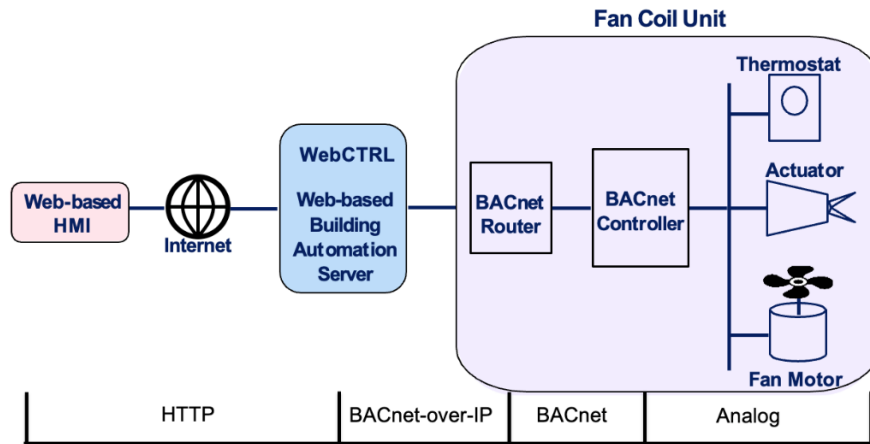 Fan Coil Unit
Thermostat
WebCTRL
Web-based
Building
Automation
Server
Web-based
HMI
Internet
BACnet
Router
BACnet
Controller
Actuator
Fan Motor
HTTP
BACnet-over-IP
BACnet
Analog